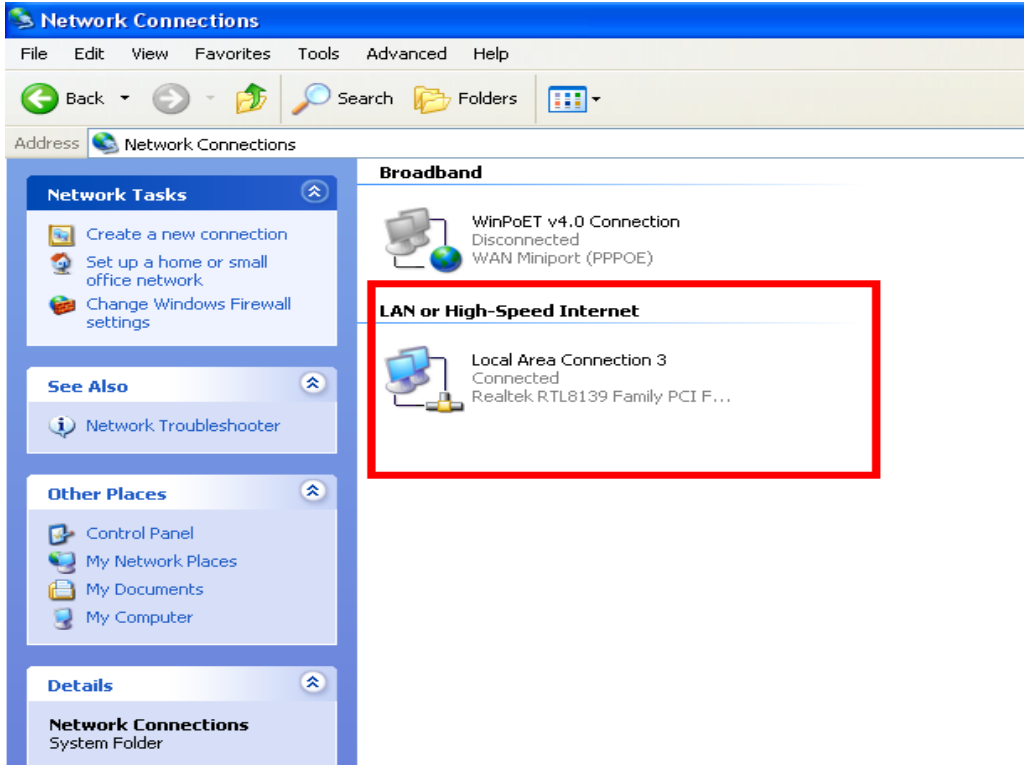 Network Connections
File Edit View Favorites Tools Advanced Help
Back Search Folders
Address Network Connections
Network Tasks
Create a new connection
Set up a home or small
office network
Change Windows Firewall
settings
See Also
Network Troubleshooter
Other Places
Control Panel
My Network Places
My Documents
My Computer
Details
Network Connections
System Folder
Broadband
WinPoET v4.0 Connection
Disconnected
WAN Miniport (PPPOE)
LAN or High-Speed Internet
Local Area Connection 3
Connected
Realtek RTL8139 Family PCI F...